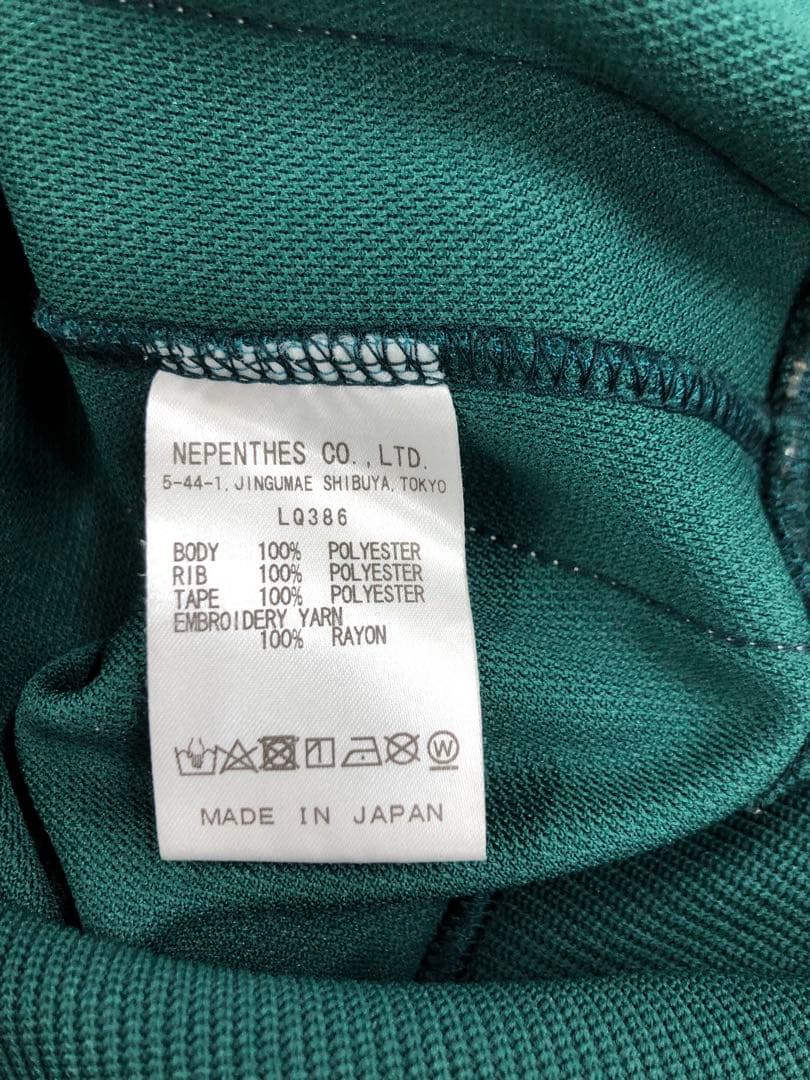 NEPENTHES CO.,LTD.
5-44-1, JINGUMAE SHIBUYA, TOKYO
LQ386
BODY 100% POLYESTER
RIB 100% POLYESTER
TAPE 100% POLYESTER
EMBROIDERY YARN
100% RAYON
W
MADE IN JAPAN